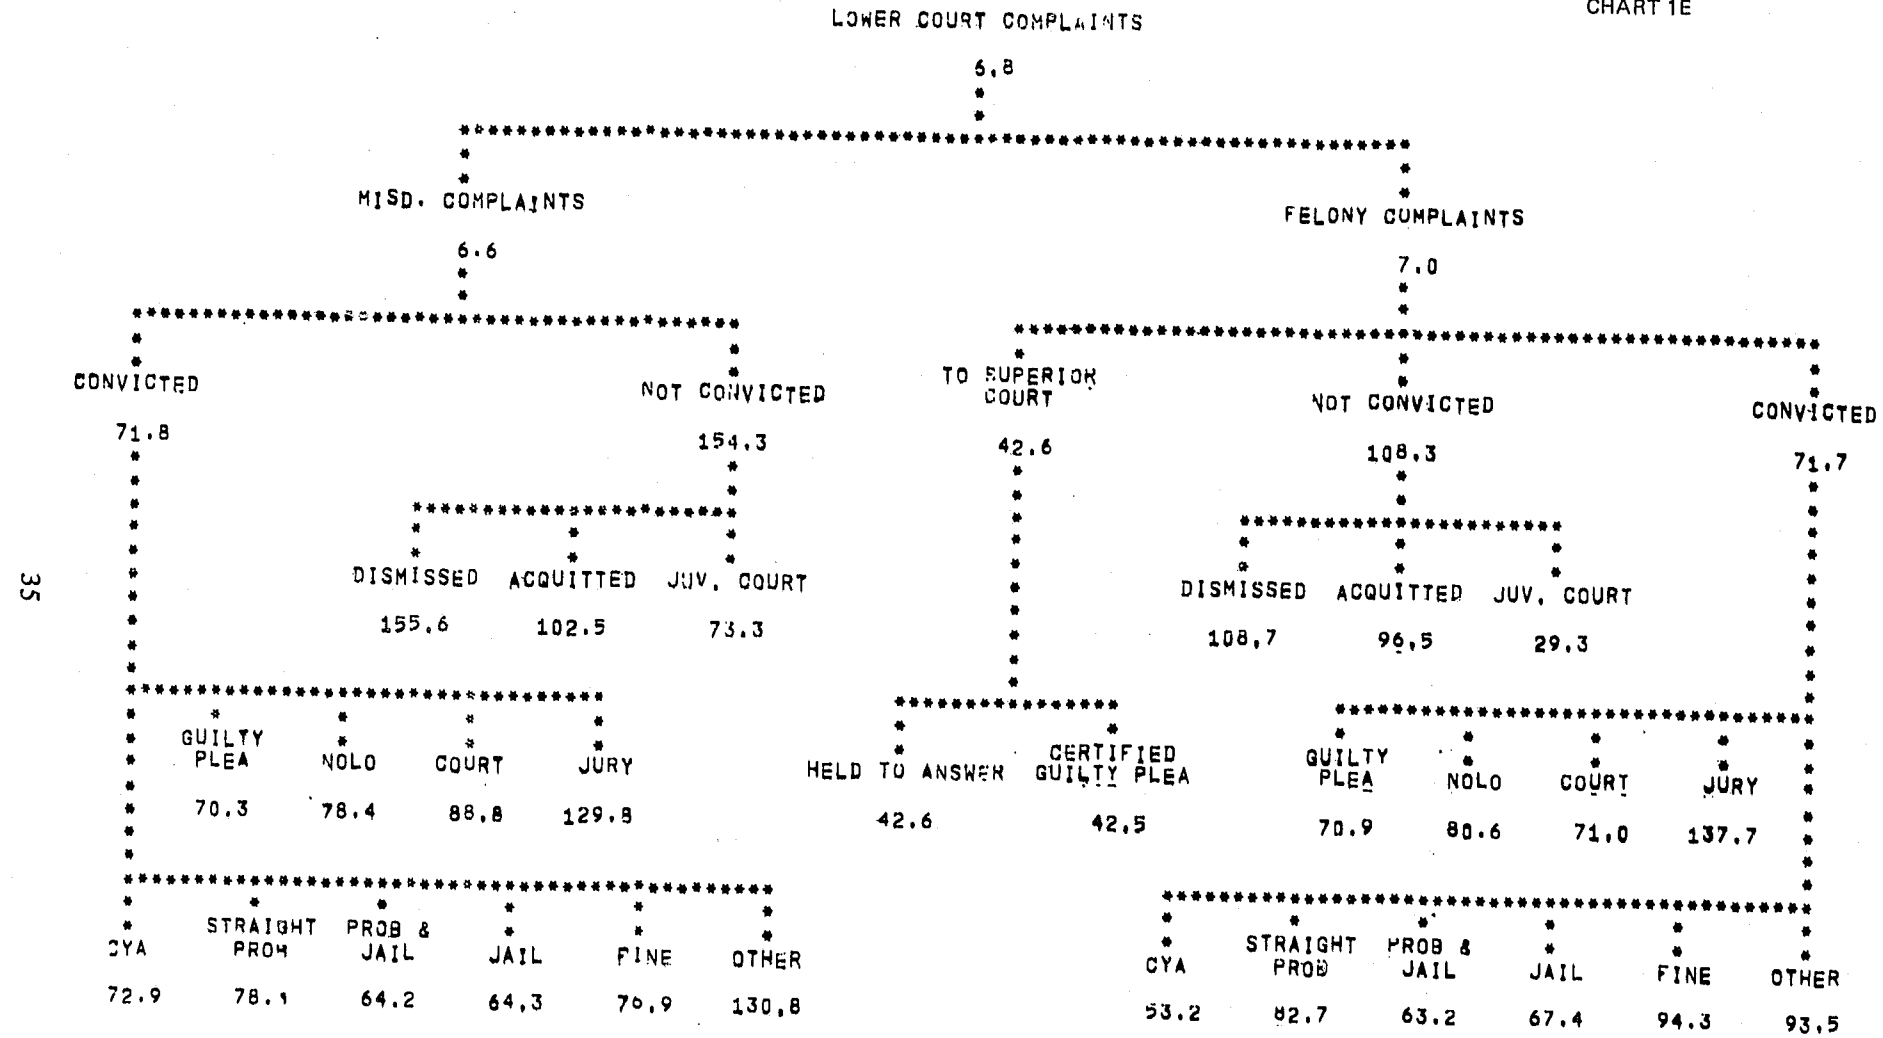 CHART 1E
LOWER COURT COMPLAINTS
6.8
MISD. COMPLAINTS
FELONY COMPLAINTS
6.6
7.0
CONVICTED
NOT CONVICTED
TO SUPERIOR
COURT
NOT CONVICTED
CONVICTED
71.8
154.3
42.6
108.3
71.7
DISMISSED ACQUITTED JUV. COURT
155.6 102.5 73.3
DISMISSED ACQUITTED JUV. COURT
108.7 96.5 29.3
35
GUILTY
PLEA NOLO COURT JURY
70.3 78.4 88.8 129.8
HELD TO ANSWER
CERTIFIED
GUILTY PLEA
42.6 42.5
GUILTY
PLEA NOLO COURT JURY
70.9 80.6 71.0 137.7
STRAIGHT PROB &
CYA PROB JAIL JAIL FINE OTHER
72.9 64.2 64.3 76.9 130.8
STRAIGHT PROB &
CYA PROB JAIL JAIL FINE OTHER
53.2 82.7 63.2 67.4 94.3 93.5